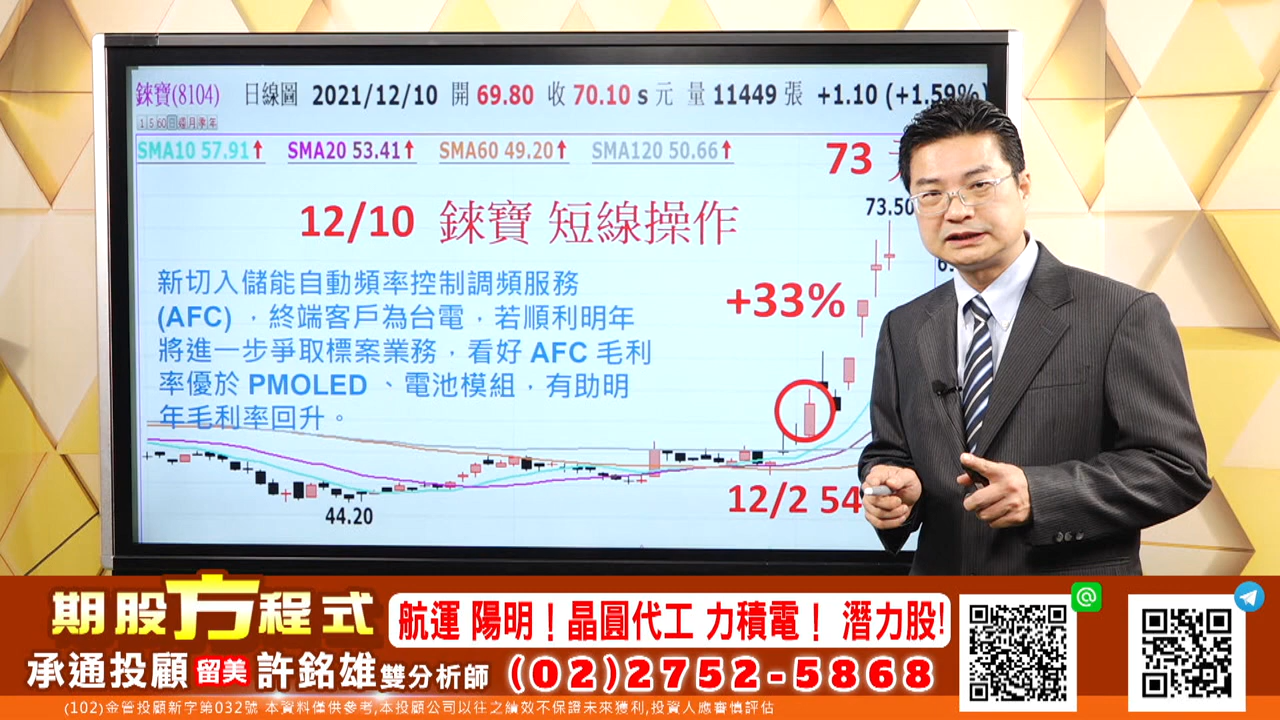 錸寶(8104) 日線圖 2021/12/10 開 69.80 收 70.10 s 元 量 11449 張 +1.10 (+1.59%)
1 5 60 日 週 月 季 年
SMA10 57.91↑ SMA20 53.41↑ SMA60 49.20↑ SMA120 50.66↑
73
73.50
12/10 錸寶 短線操作
新切入儲能自動頻率控制調頻服務
(AFC) ，終端客戶為台電，若順利明年
將進一步爭取標案業務，看好 AFC 毛利
率優於 PMOLED 、電池模組，有助明
年毛利率回升。
+33%
44.20
12/2 54
期股方程式
航運 陽明！晶圓代工 力積電！ 潛力股!
承通投顧 留美 許銘雄 雙分析師 (02)2752-5868
(102)金管投顧新字第032號 本資料僅供參考,本投顧公司以往之績效不保證未來獲利,投資人應審慎評估